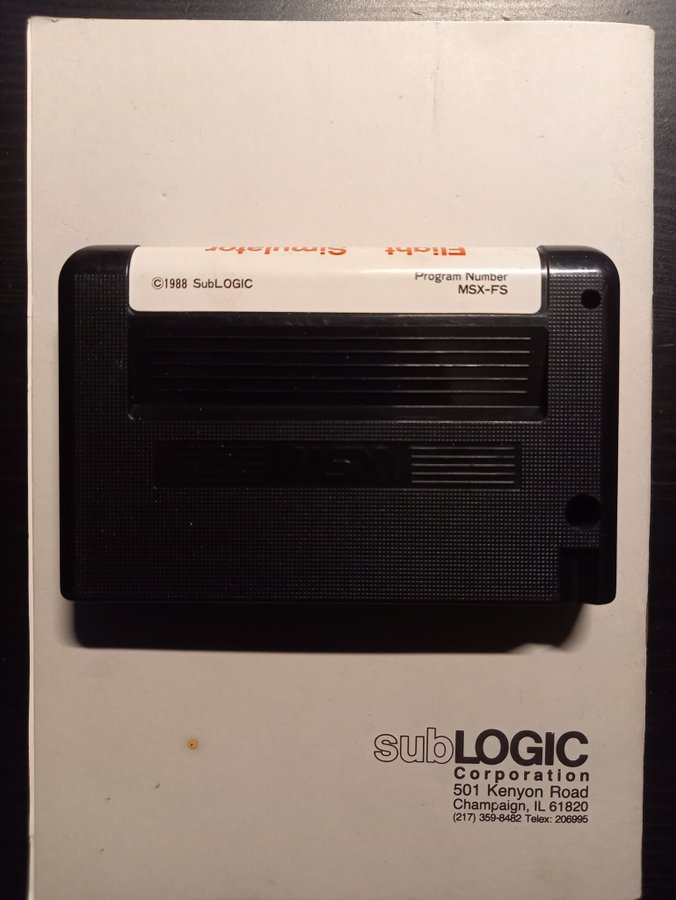 Flight Simulator
©1988 SubLOGIC
Program Number
MSX-FS
MSX
subLOGIC
Corporation
501 Kenyon Road
Champaign, IL 61820
(217) 359-8482 Telex: 206995